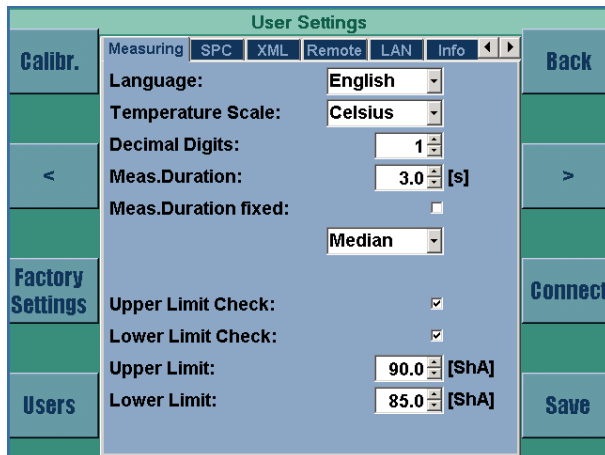 User Settings
Calibr.
<
Factory
Settings
Users
Measuring SPC XML Remote LAN Info
Language: English
Temperature Scale: Celsius
Decimal Digits: 1
Meas.Duration: 3.0 [s]
Meas.Duration fixed:
Median
Upper Limit Check:
Lower Limit Check:
Upper Limit: 90.0 [ShA]
Lower Limit: 85.0 [ShA]
Back
>
Connect
Save